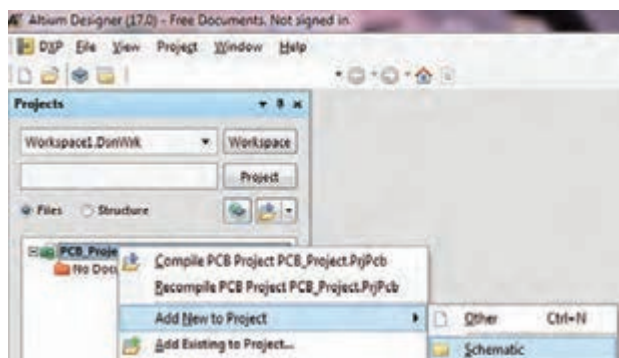 Altium Designer (17.0) - Free Documents. Not signed in.
DXP File View Project Window Help
Projects
Workspace1.DsnWrk Workspace
Project
Files Structure
PCB_Proje
No Docu
Compile PCB Project PCB_Project.PrjPcb
Recompile PCB Project PCB_Project.PrjPcb
Add New to Project
Other Ctrl+N
Add Existing to Project...
Schematic